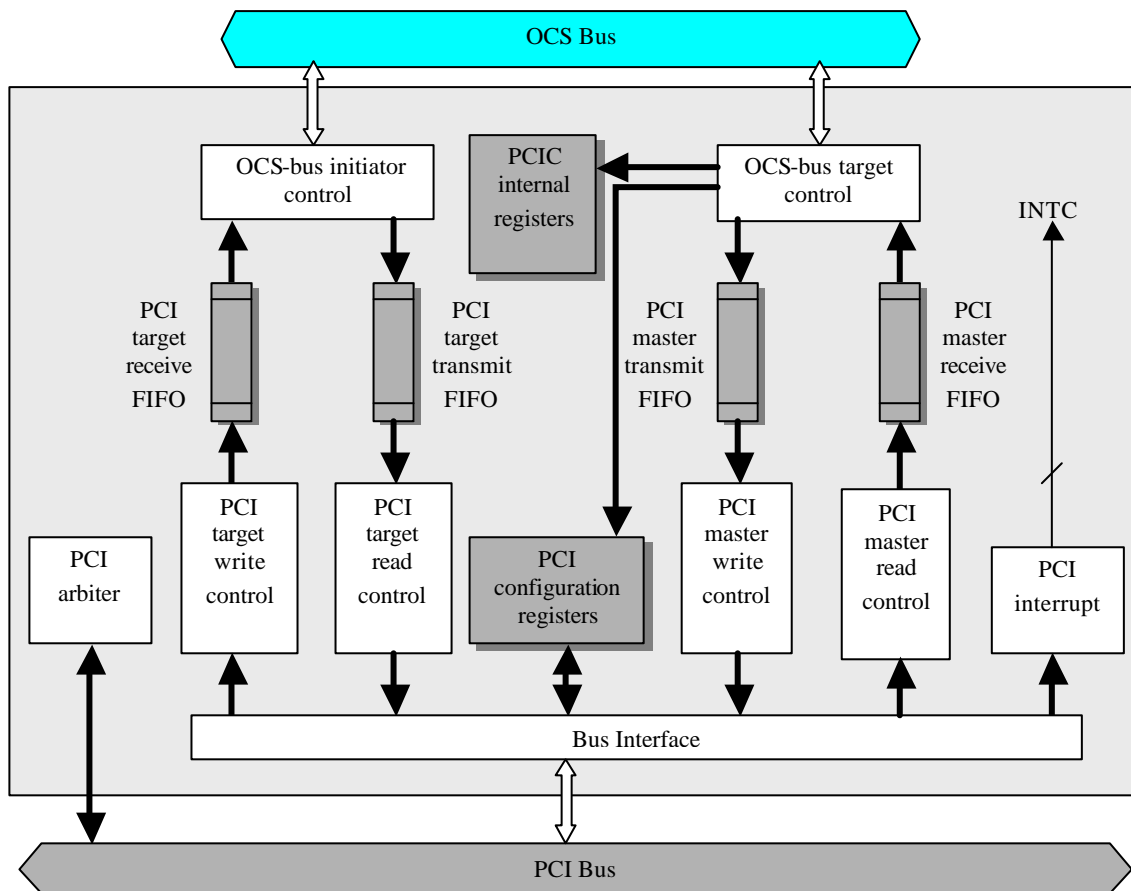 OCS Bus
OCS-bus initiator
control
PCIC
internal
registers
OCS-bus target
control
INTC
PCI
target
receive
FIFO
PCI
target
transmit
FIFO
PCI
master
transmit
FIFO
PCI
master
receive
FIFO
PCI
arbiter
PCI
target
write
control
PCI
target
read
control
PCI
configuration
registers
PCI
master
write
control
PCI
master
read
control
PCI
interrupt
Bus Interface
PCI Bus